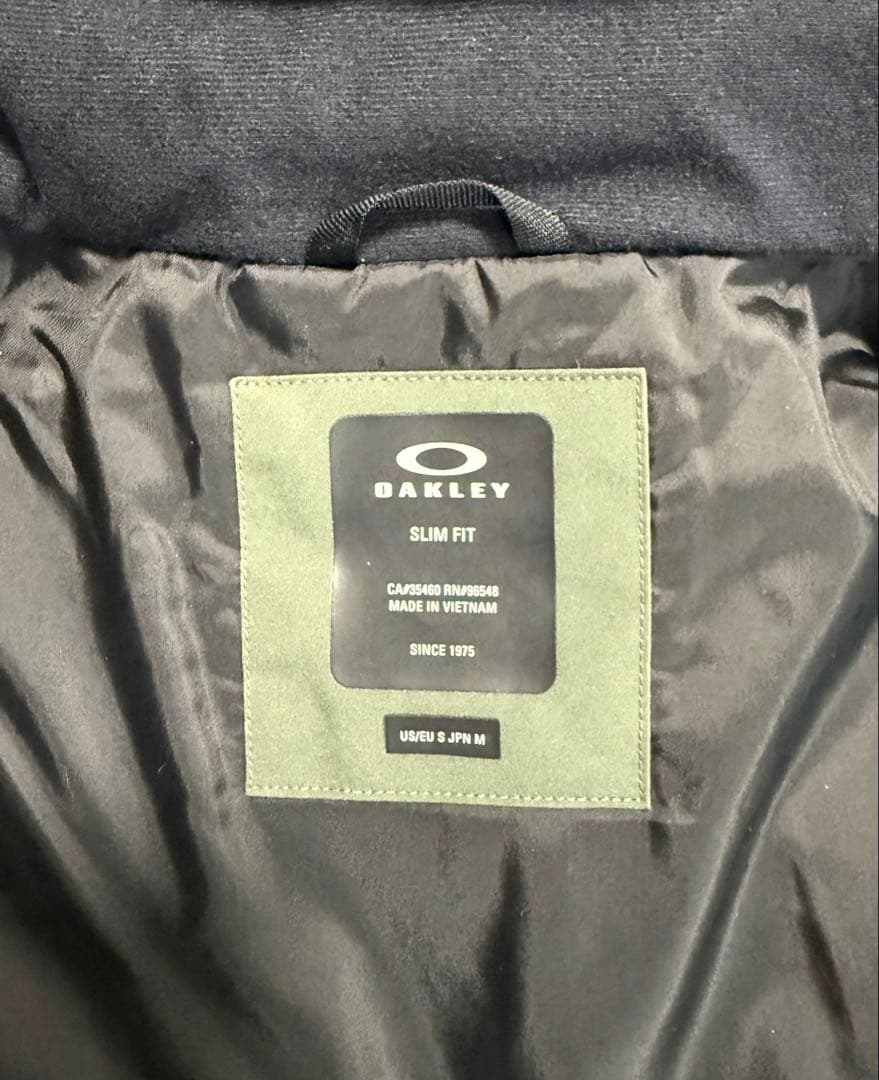 OAKLEY
SLIM FIT
CA#35460 RN#96548
MADE IN VIETNAM
SINCE 1975
US/EU S JPN M